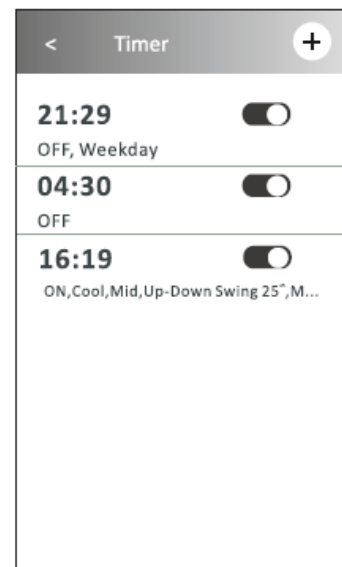 < Timer +
21:29
OFF, Weekday
04:30
OFF
16:19
ON,Cool,Mid,Up-Down Swing 25°,M...